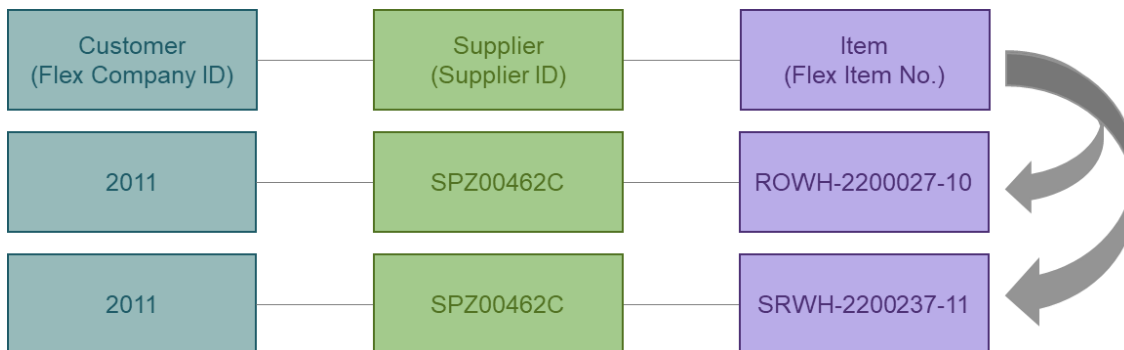 Customer
(Flex Company ID)
Supplier
(Supplier ID)
Item
(Flex Item No.)
2011
SPZ00462C
ROWH-2200027-10
2011
SPZ00462C
SRWH-2200237-11